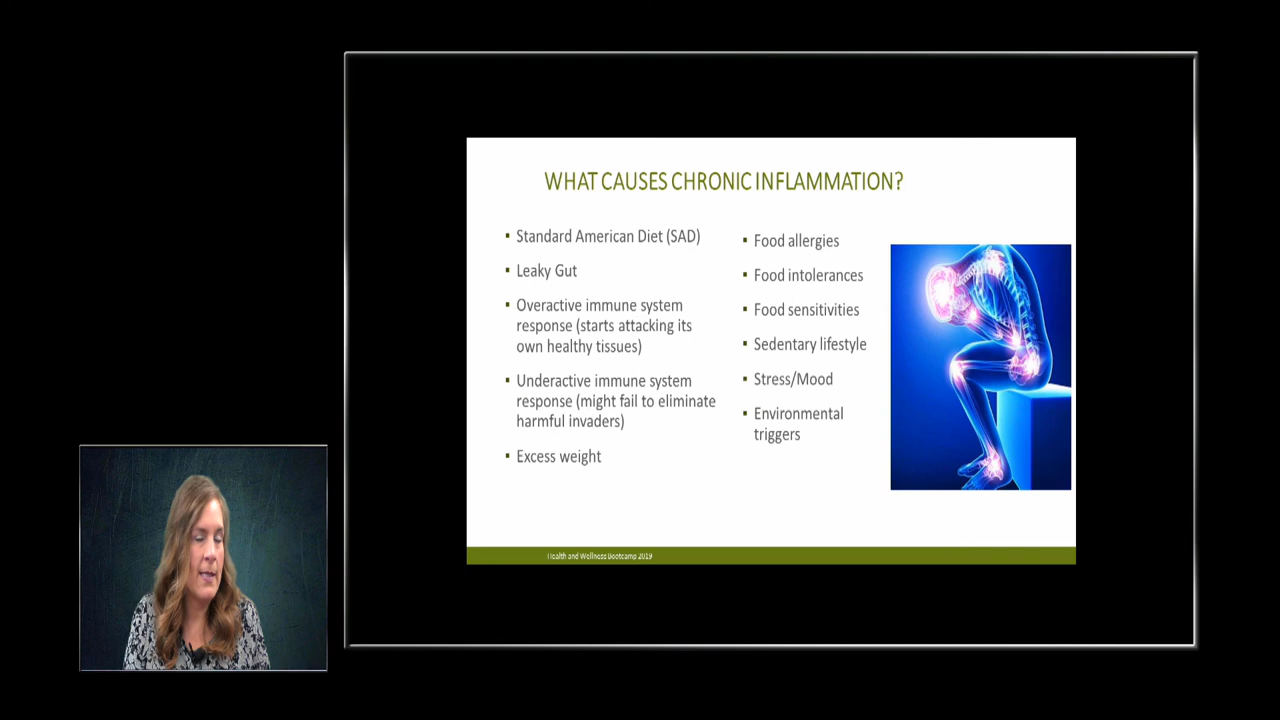 WHAT CAUSES CHRONIC INFLAMMATION?
▪ Standard American Diet (SAD)
▪ Leaky Gut
▪ Overactive immune system
response (starts attacking its
own healthy tissues)
▪ Underactive immune system
response (might fail to eliminate
harmful invaders)
▪ Excess weight
▪ Food allergies
▪ Food intolerances
▪ Food sensitivities
▪ Sedentary lifestyle
▪ Stress/Mood
▪ Environmental
triggers
Health and Wellness Bootcamp 2019